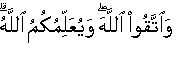 وَٱتَّقُوا۟ ٱللَّهَ ۖ وَيُعَلِّمُكُمُ ٱللَّهُ ۗ